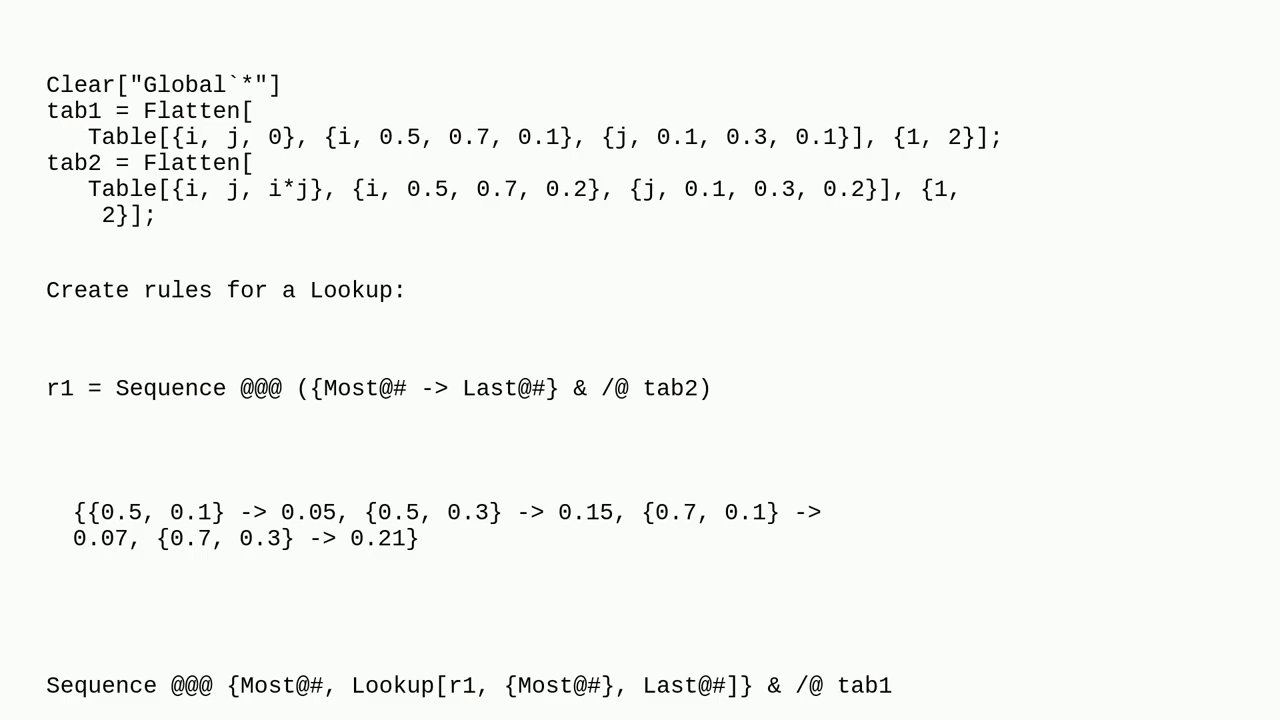 Clear["Global`*"]
tab1 = Flatten[
   Table[{i, j, 0}, {i, 0.5, 0.7, 0.1}, {j, 0.1, 0.3, 0.1}], {1, 2}];
tab2 = Flatten[
   Table[{i, j, i*j}, {i, 0.5, 0.7, 0.2}, {j, 0.1, 0.3, 0.2}], {1,
    2}];
Create rules for a Lookup:
r1 = Sequence @@@ ({Most@# -> Last@#} & /@ tab2)
{{0.5, 0.1} -> 0.05, {0.5, 0.3} -> 0.15, {0.7, 0.1} ->
0.07, {0.7, 0.3} -> 0.21}
Sequence @@@ {Most@#, Lookup[r1, {Most@#}, Last@#]} & /@ tab1